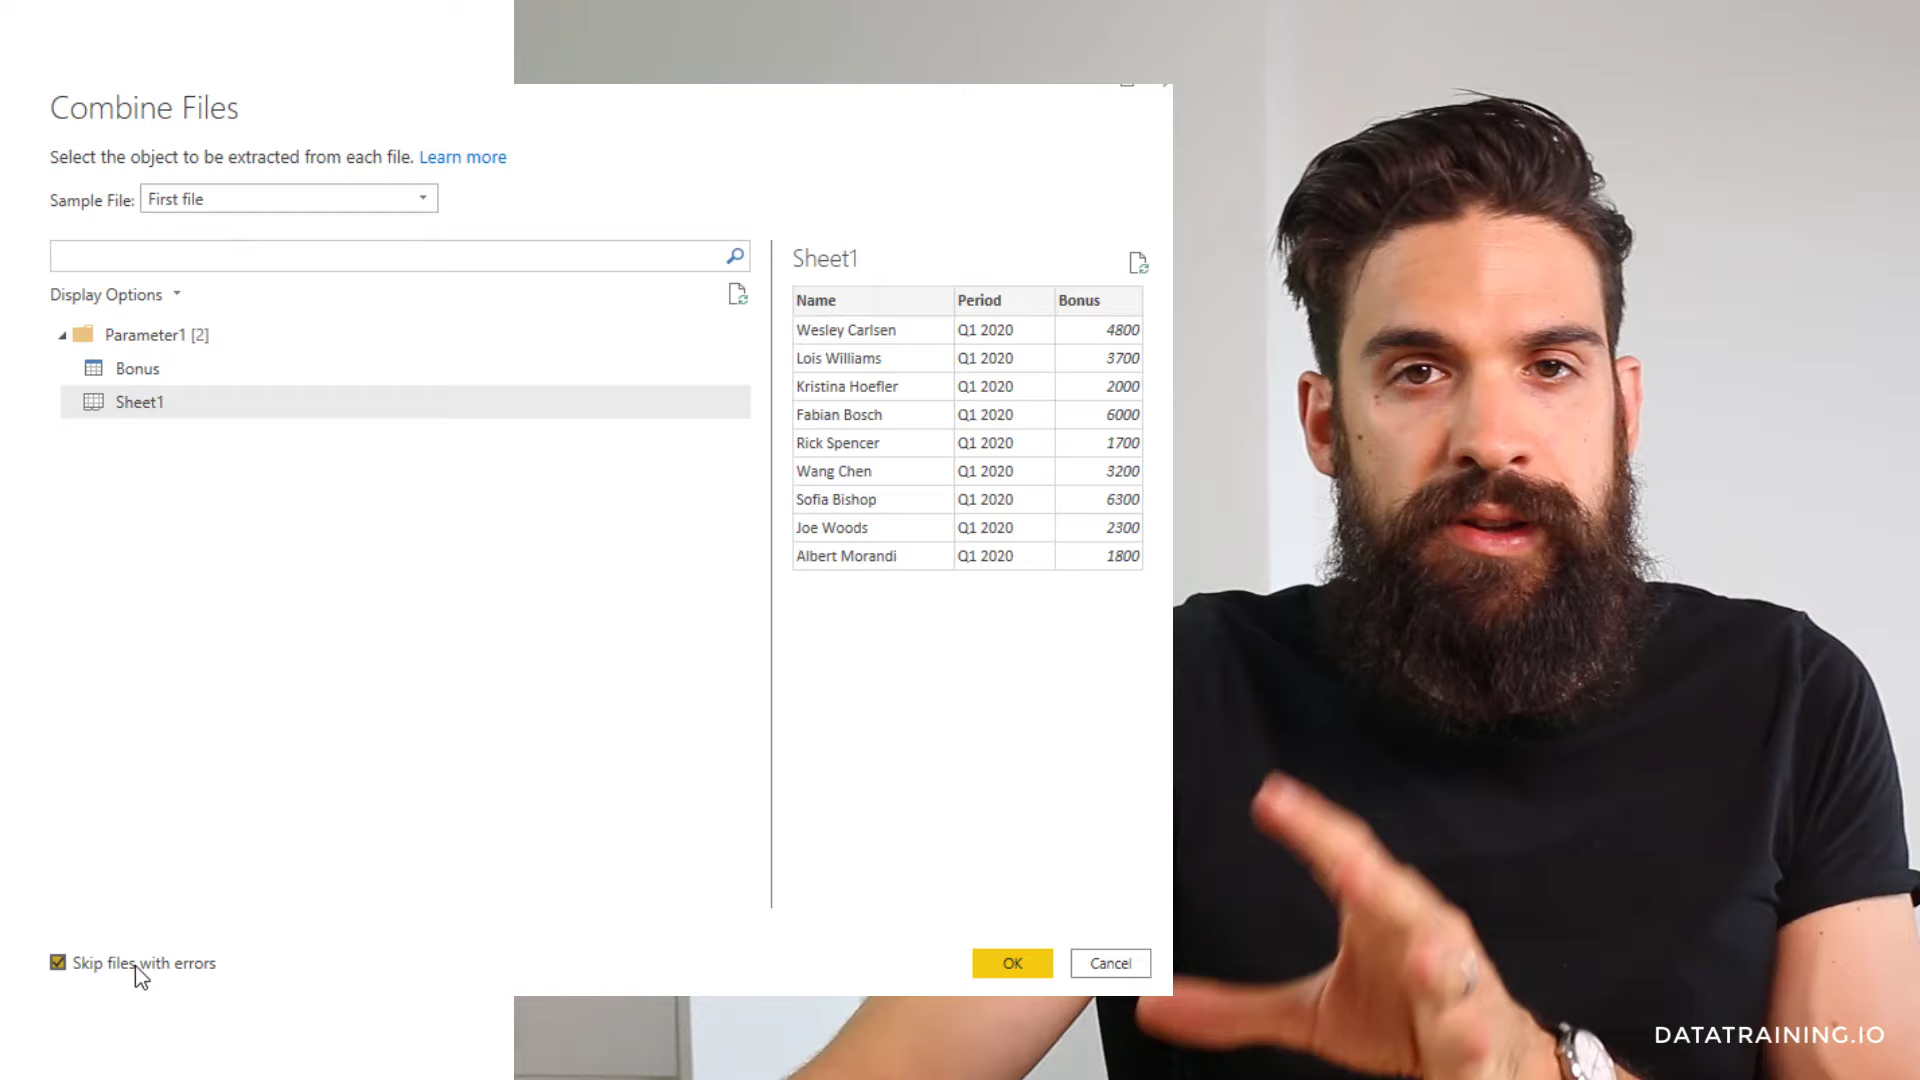 Combine Files
Select the object to be extracted from each file. Learn more
Sample File: First file
Display Options
Parameter1 [2]
Bonus
Sheet1
Sheet1
Name Period Bonus
Wesley Carlsen Q1 2020 4800
Lois Williams Q1 2020 3700
Kristina Hoefler Q1 2020 2000
Fabian Bosch Q1 2020 6000
Rick Spencer Q1 2020 1700
Wang Chen Q1 2020 3200
Sofia Bishop Q1 2020 6300
Joe Woods Q1 2020 2300
Albert Morandi Q1 2020 1800
Skip files with errors
OK Cancel
DATATRAINING.IO